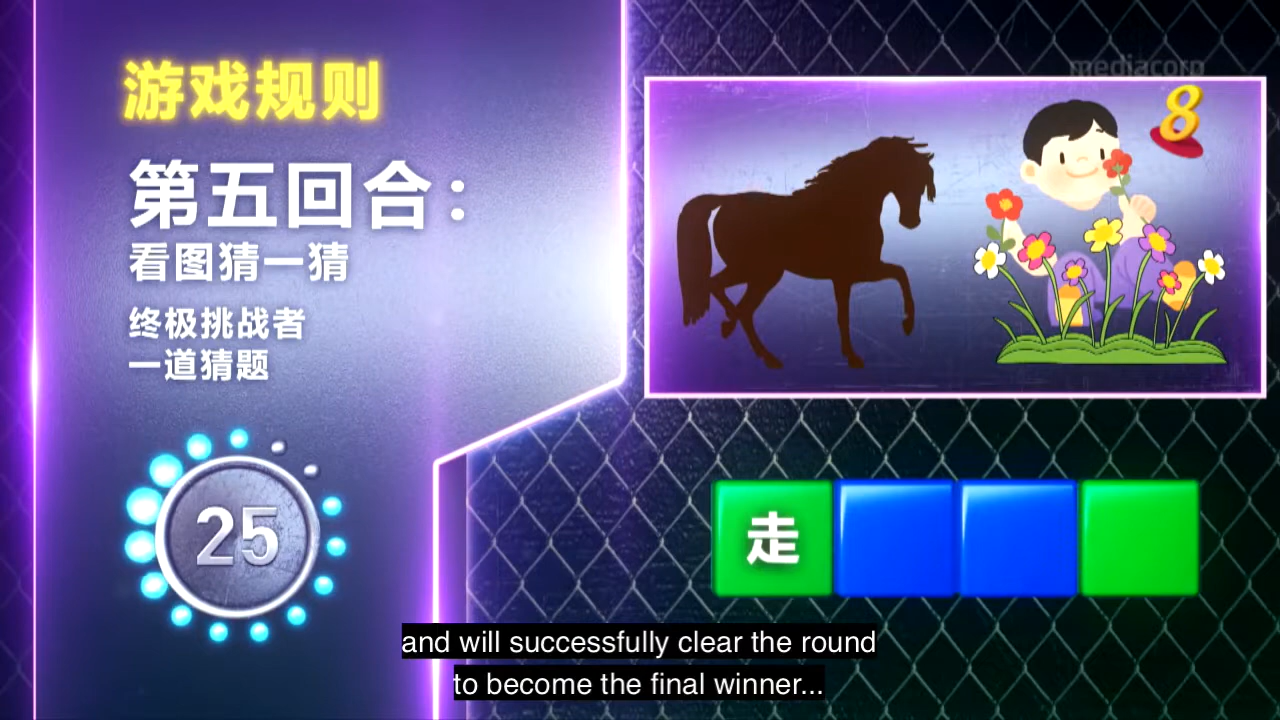 游戏规则
第五回合：
看图猜一猜
终极挑战者
一道猜题
25
mediacorp
8
走
and will successfully clear the round
to become the final winner...